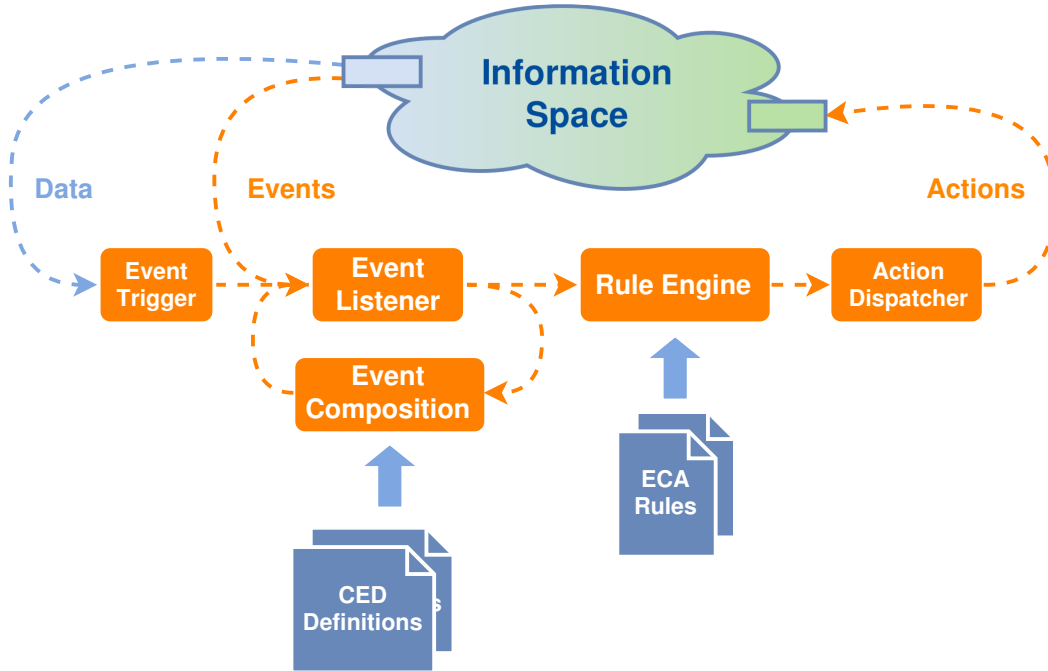 Information
Space
Data
Events
Actions
Event
Trigger
Event
Listener
Rule Engine
Action
Dispatcher
Event
Composition
ECA
Rules
CED
Definitions
s